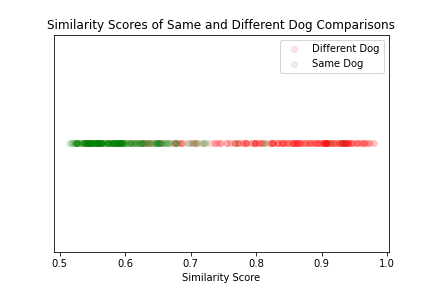 Similarity Scores of Same and Different Dog Comparisons
Different Dog
Same Dog
0.5 0.6 0.7 0.8 0.9 1.0
Similarity Score